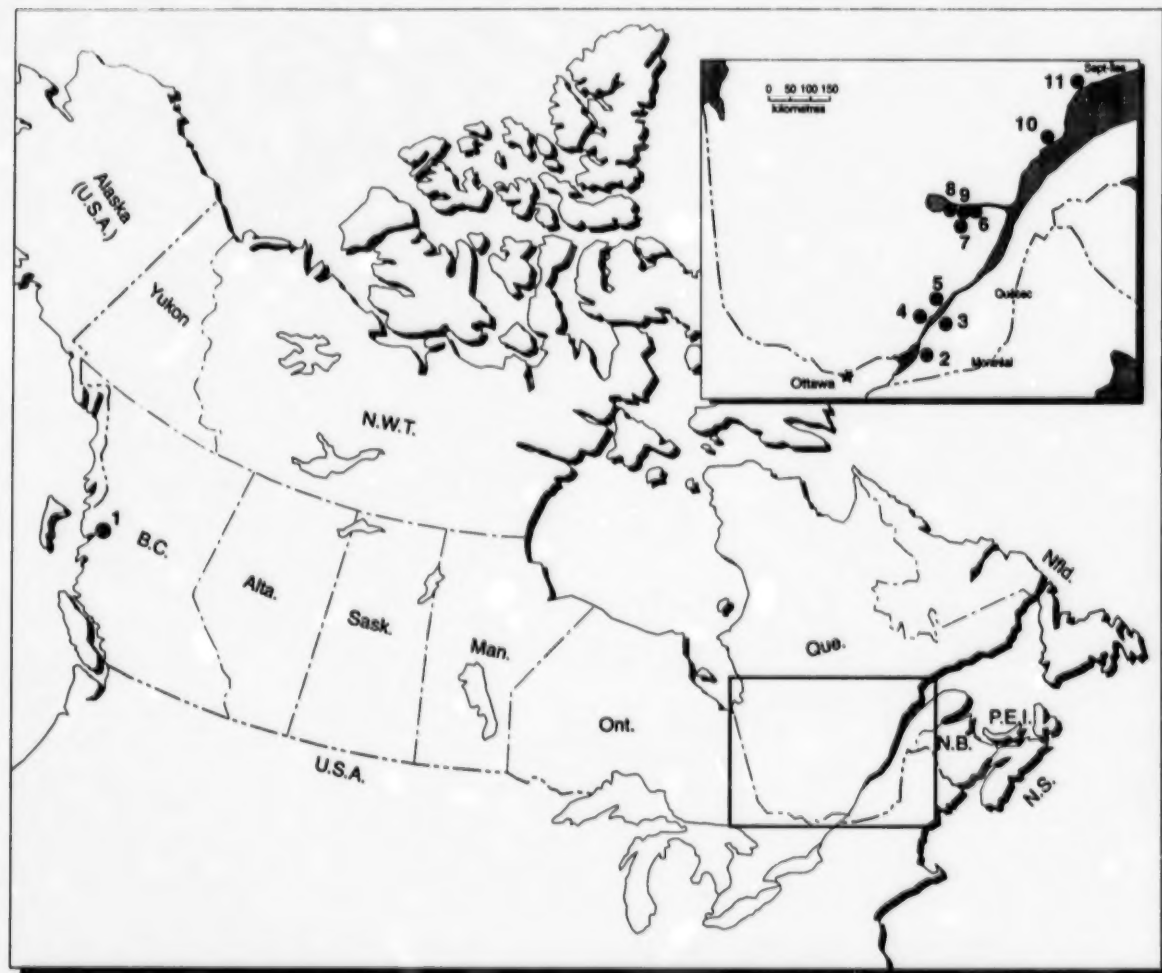 Sept-Îles
11
0 50 100 150
kilometres
10
Alaska
(U.S.A.)
8 9
6
7
Yukon
5
Québec
4
3
2
Montréal
Ottawa
N.W.T.
1
B.C.
Nfld.
Alta.
Sask.
Man.
Que.
Ont.
P.E.I.
N.B.
U.S.A.
N.S.